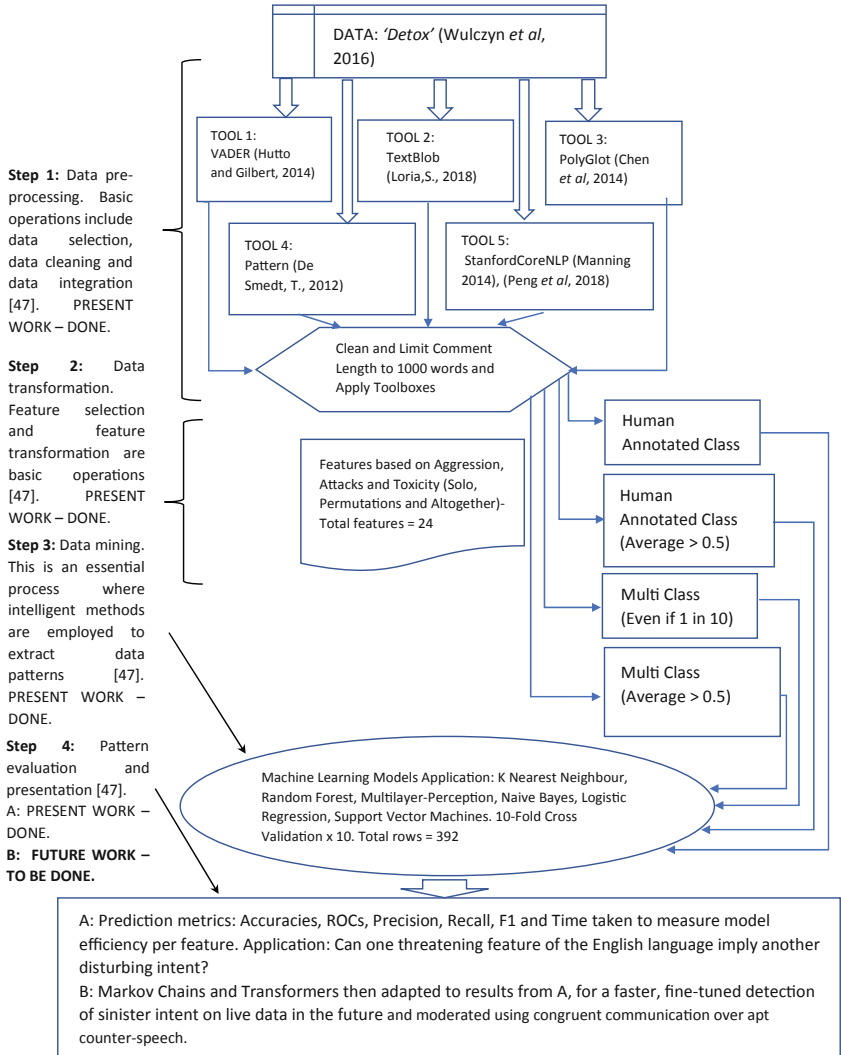 DATA: ‘Detox’ (Wulczyn et al,
2016)
TOOL 1:
VADER (Hutto
and Gilbert, 2014)
TOOL 2:
TextBlob
(Loria,S., 2018)
TOOL 3:
PolyGlot (Chen
et al, 2014)
TOOL 4:
Pattern (De
Smedt, T., 2012)
TOOL 5:
StanfordCoreNLP (Manning
2014), (Peng et al, 2018)
Clean and Limit Comment
Length to 1000 words and
Apply Toolboxes
Step 1: Data pre-
processing. Basic
operations include
data selection,
data cleaning and
data integration
[47]. PRESENT
WORK – DONE.
Step 2: Data
transformation.
Feature selection
and feature
transformation are
basic operations
[47]. PRESENT
WORK – DONE.
Step 3: Data mining.
This is an essential
process where
intelligent methods
are employed to
extract data
patterns [47].
PRESENT WORK –
DONE.
Step 4: Pattern
evaluation and
presentation [47].
A: PRESENT WORK –
DONE.
B: FUTURE WORK –
TO BE DONE.
Features based on Aggression,
Attacks and Toxicity (Solo,
Permutations and Altogether)-
Total features = 24
Human
Annotated Class
Human
Annotated Class
(Average > 0.5)
Multi Class
(Even if 1 in 10)
Multi Class
(Average > 0.5)
Machine Learning Models Application: K Nearest Neighbour,
Random Forest, Multilayer-Perception, Naive Bayes, Logistic
Regression, Support Vector Machines. 10-Fold Cross
Validation x 10. Total rows = 392
A: Prediction metrics: Accuracies, ROCs, Precision, Recall, F1 and Time taken to measure model
efficiency per feature. Application: Can one threatening feature of the English language imply another
disturbing intent?
B: Markov Chains and Transformers then adapted to results from A, for a faster, fine-tuned detection
of sinister intent on live data in the future and moderated using congruent communication over apt
counter-speech.